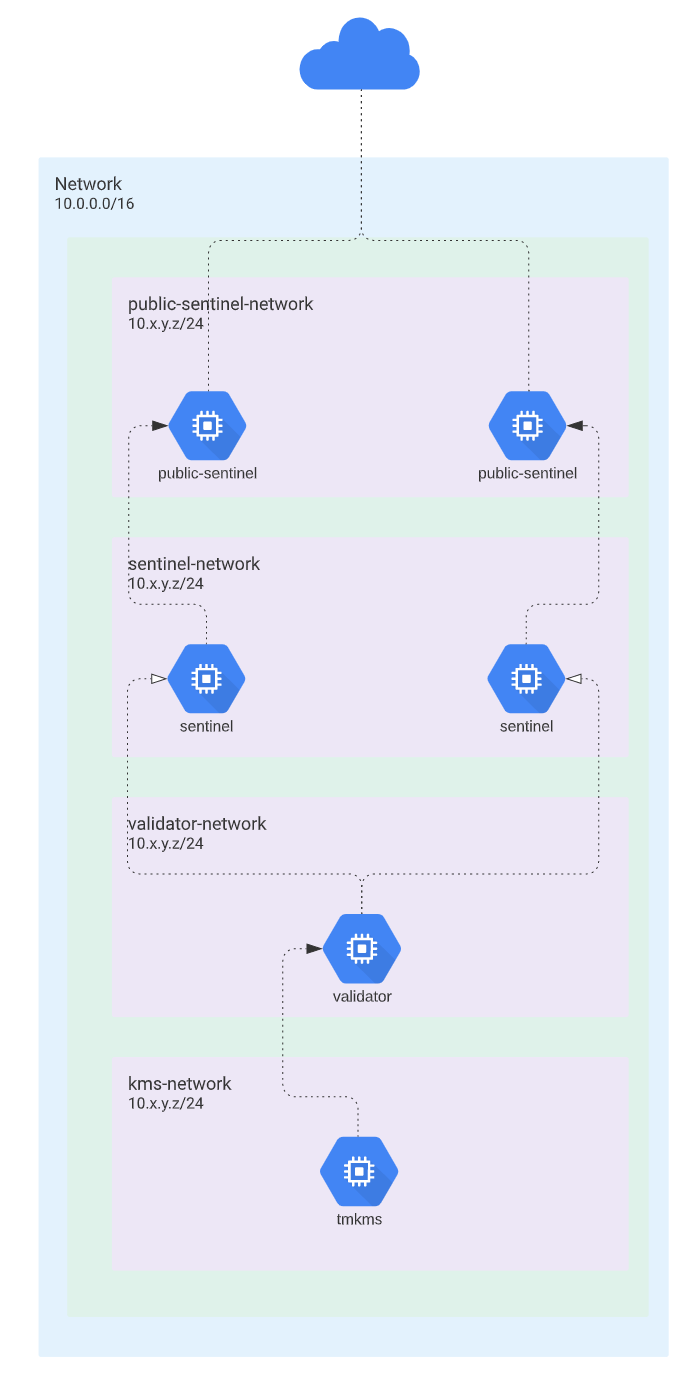 Network
10.0.0.0/16
public-sentinel-network
10.x.y.z/24
public-sentinel
public-sentinel
sentinel-network
10.x.y.z/24
sentinel
sentinel
validator-network
10.x.y.z/24
validator
kms-network
10.x.y.z/24
tmkms